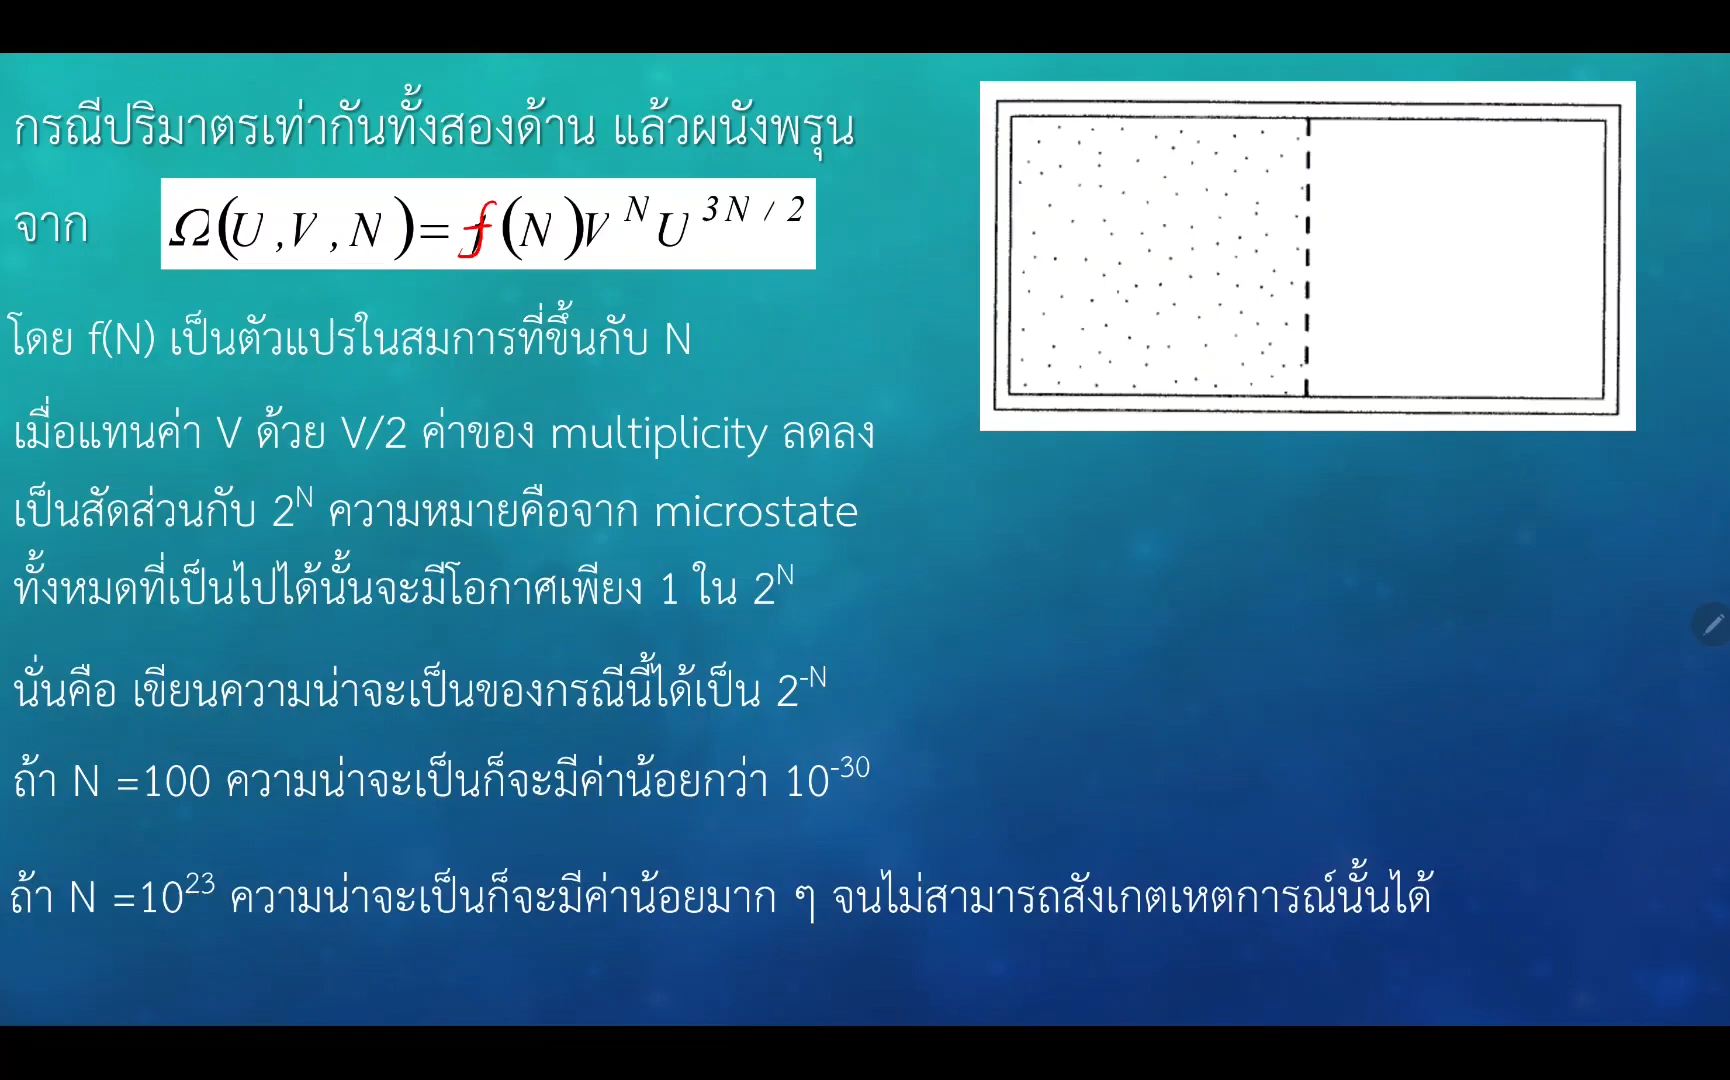 กรณีปริมาตรเท่ากันทั้งสองด้าน แล้วผนังพรุน
จาก Ω(U,V,N)=f(N)V^N U^{3N/2}
โดย f(N) เป็นตัวแปรในสมการที่ขึ้นกับ N
เมื่อแทนค่า V ด้วย V/2 ค่าของ multiplicity ลดลง
เป็นสัดส่วนกับ 2^N ความหมายคือจาก microstate
ทั้งหมดที่เป็นไปได้นั้นจะมีโอกาศเพียง 1 ใน 2^N
นั่นคือ เขียนความน่าจะเป็นของกรณีนี้ได้เป็น 2^{-N}
ถ้า N =100 ความน่าจะเป็นก็จะมีค่าน้อยกว่า 10^{-30}
ถ้า N =10^{23} ความน่าจะเป็นก็จะมีค่าน้อยมาก ๆ จนไม่สามารถสังเกตเหตการณ์นั้นได้